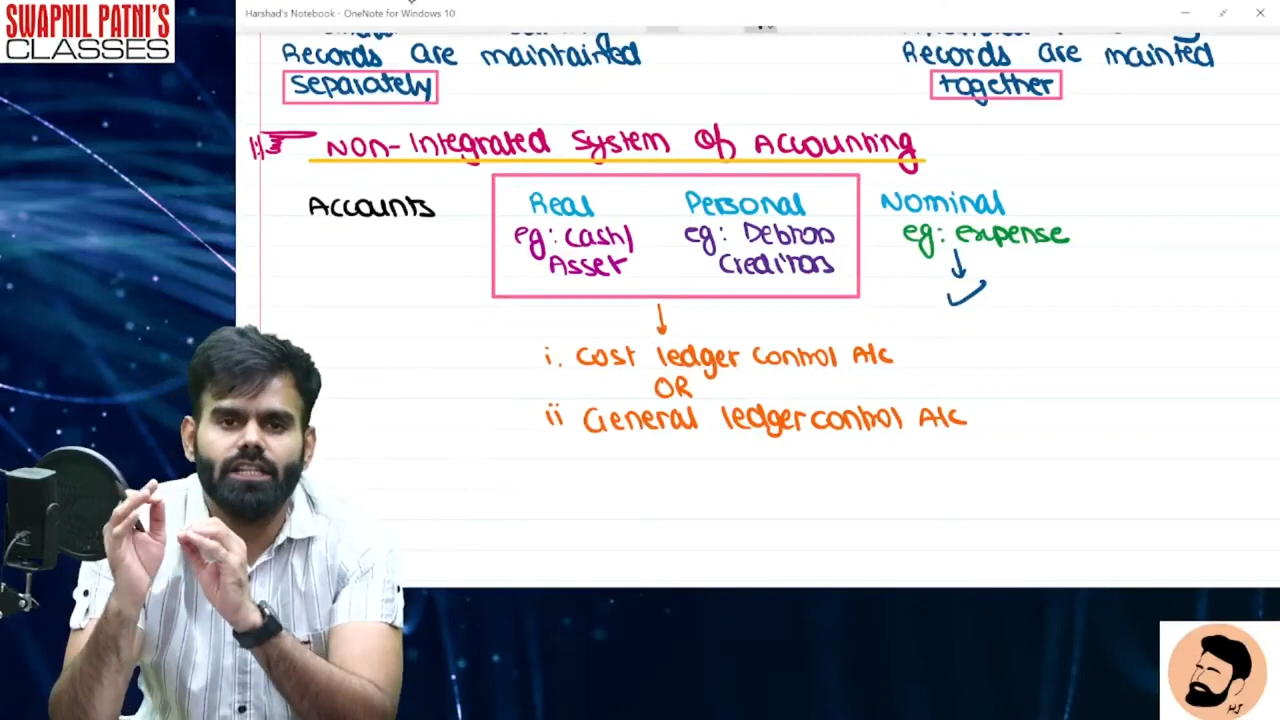 SWAPNIL PATNI'S
CLASSES
Harshad's Notebook - OneNote for Windows 10
Records are maintained
Records are mainted
separately
together
1:)
Non-Integrated System of Accounting
Accounts
Real
Personal
Nominal
eg: Cash/
Asset
eg: Debtors
Creditors
eg: expense
i. Cost ledger control A/c
OR
ii General ledger control A/c
HJ